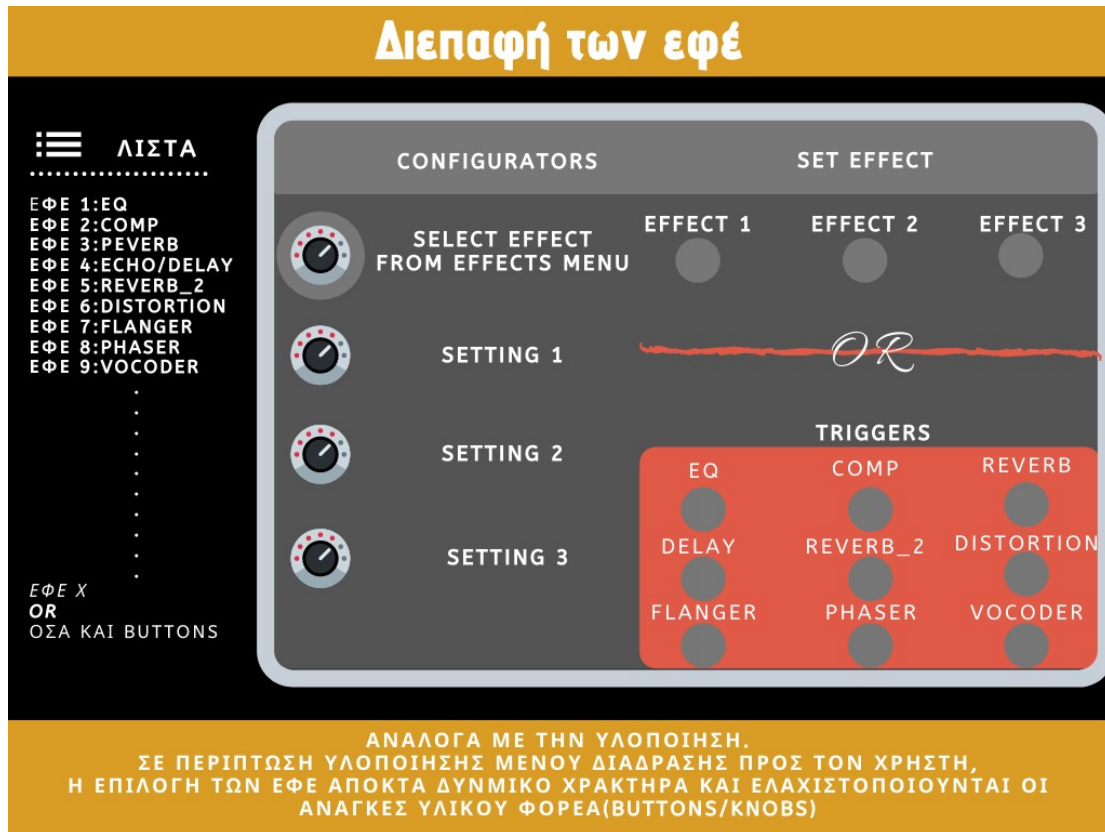 Διεπαφή των εφέ
ΛΙΣΤΑ
ΕΦΕ 1:EQ
ΕΦΕ 2:COMP
ΕΦΕ 3:PEVERB
ΕΦΕ 4:ECHO/DELAY
ΕΦΕ 5:REVERB_2
ΕΦΕ 6:DISTORTION
ΕΦΕ 7:FLANGER
ΕΦΕ 8:PHASER
ΕΦΕ 9:VOCODER
ΕΦΕ Χ
OR
ΟΣΑ ΚΑΙ BUTTONS
CONFIGURATORS
SELECT EFFECT
FROM EFFECTS MENU
SETTING 1
SETTING 2
SETTING 3
SET EFFECT
EFFECT 1 EFFECT 2 EFFECT 3
OR
TRIGGERS
EQ COMP REVERB
DELAY REVERB_2 DISTORTION
FLANGER PHASER VOCODER
ΑΝΑΛΟΓΑ ΜΕ ΤΗΝ ΥΛΟΠΟΙΗΣΗ.
ΣΕ ΠΕΡΙΠΤΩΣΗ ΥΛΟΠΟΙΗΣΗΣ ΜΕΝΟΥ ΔΙΑΔΡΑΣΗΣ ΠΡΟΣ ΤΟΝ ΧΡΗΣΤΗ,
Η ΕΠΙΛΟΓΗ ΤΩΝ ΕΦΕ ΑΠΟΚΤΑ ΔΥΝΜΙΚΟ ΧΡΑΚΤΗΡΑ ΚΑΙ ΕΛΑΧΙΣΤΟΠΟΙΟΥΝΤΑΙ ΟΙ
ΑΝΑΓΚΕΣ ΥΛΙΚΟΥ ΦΟΡΕΑ(BUTTONS/KNOBS)